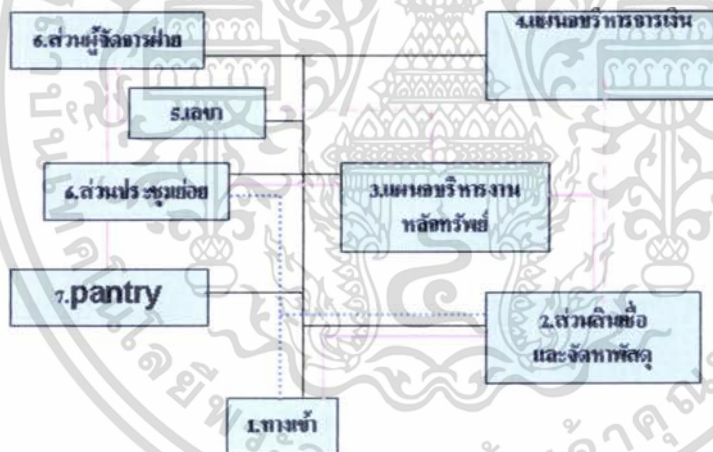 6.ส่วนผู้จัดการฝ่าย
4.แผนกบริหารการเงิน
5.เลขา
6.ส่วนประชุมย่อย
3.แผนกบริหารงาน
หลักทรัพย์
7.pantry
2.ส่วนสินเชื่อ
และจัดหาพัสดุ
1.ทางเข้า